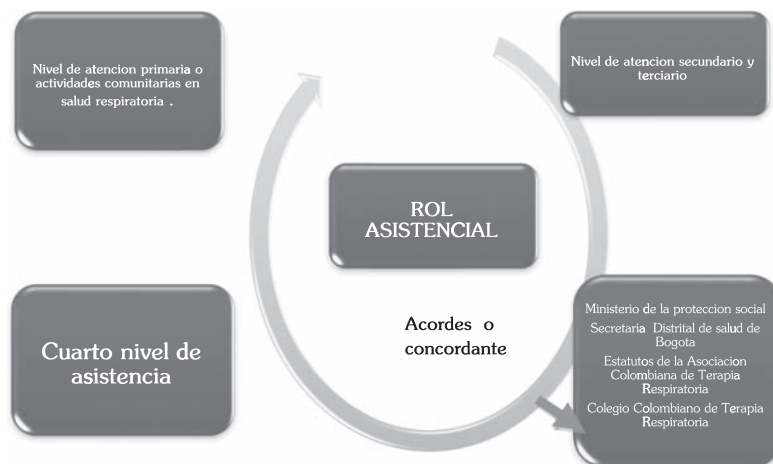 Nivel de atencion primaria o
actividades comunitarias en
salud respiratoria .
Nivel de atencion secundario y
terciario
ROL
ASISTENCIAL
Acordes o
concordante
Cuarto nivel de
asistencia
Ministerio de la proteccion social
Secretaria Distrital de salud de
Bogota
Estatutos de la Asociacion
Colombiana de Terapia
Respiratoria
Colegio Colombiano de Terapia
Respiratoria